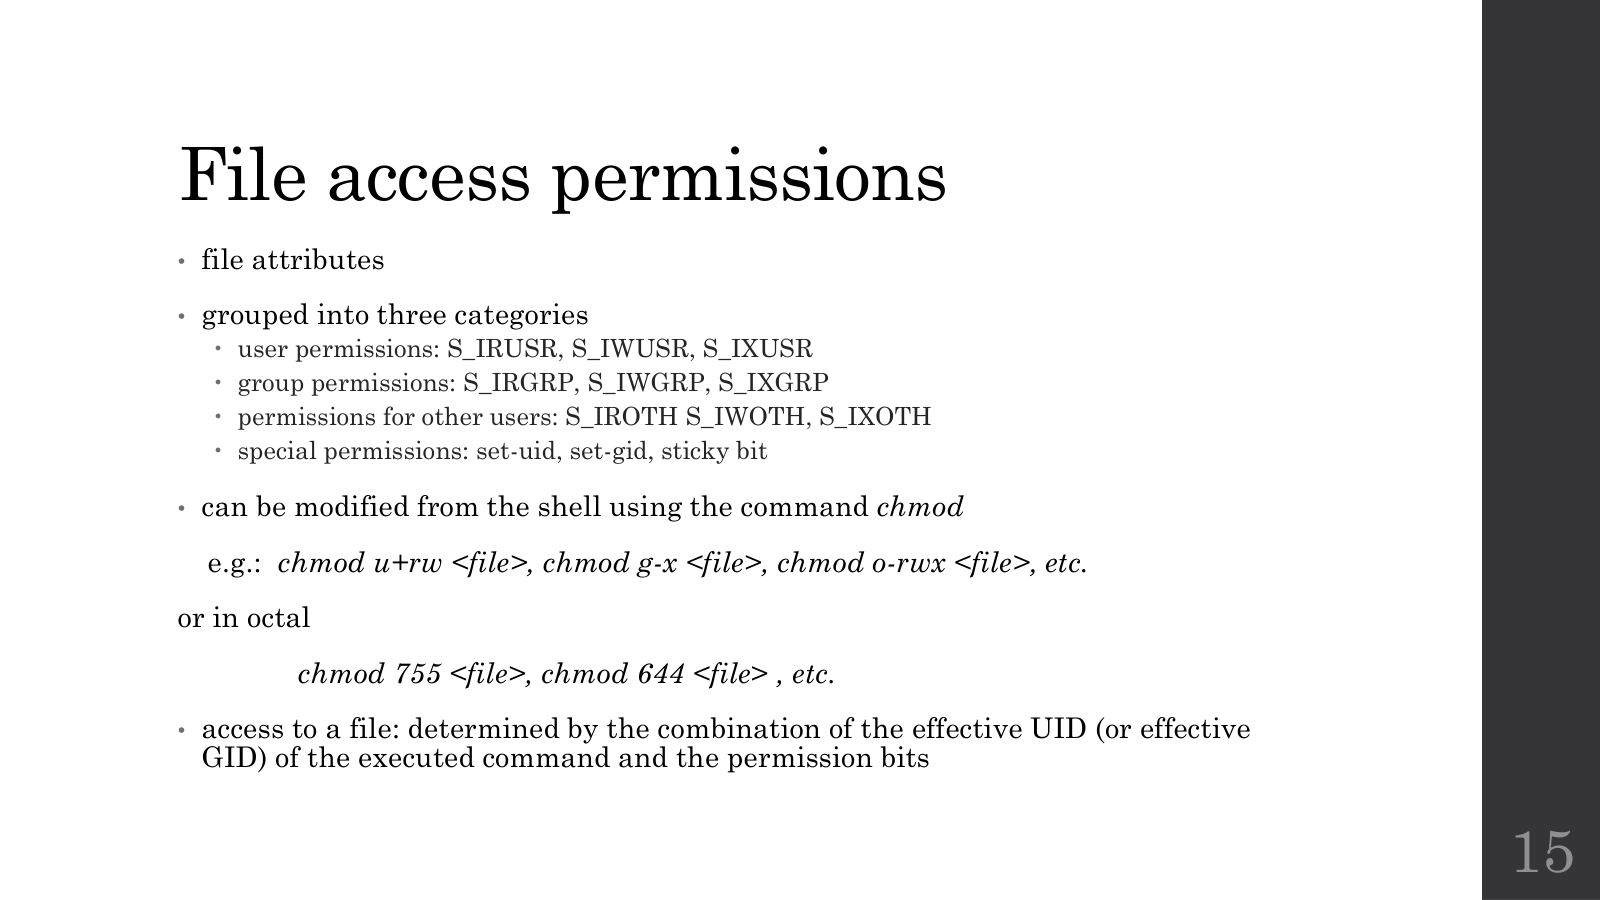 File access permissions
• file attributes
• grouped into three categories
• user permissions: S_IRUSR, S_IWUSR, S_IXUSR
• group permissions: S_IRGRP, S_IWGRP, S_IXGRP
• permissions for other users: S_IROTH S_IWOTH, S_IXOTH
• special permissions: set-uid, set-gid, sticky bit
• can be modified from the shell using the command chmod
e.g.: chmod u+rw <file>, chmod g-x <file>, chmod o-rwx <file>, etc.
or in octal
chmod 755 <file>, chmod 644 <file> , etc.
• access to a file: determined by the combination of the effective UID (or effective
GID) of the executed command and the permission bits
15